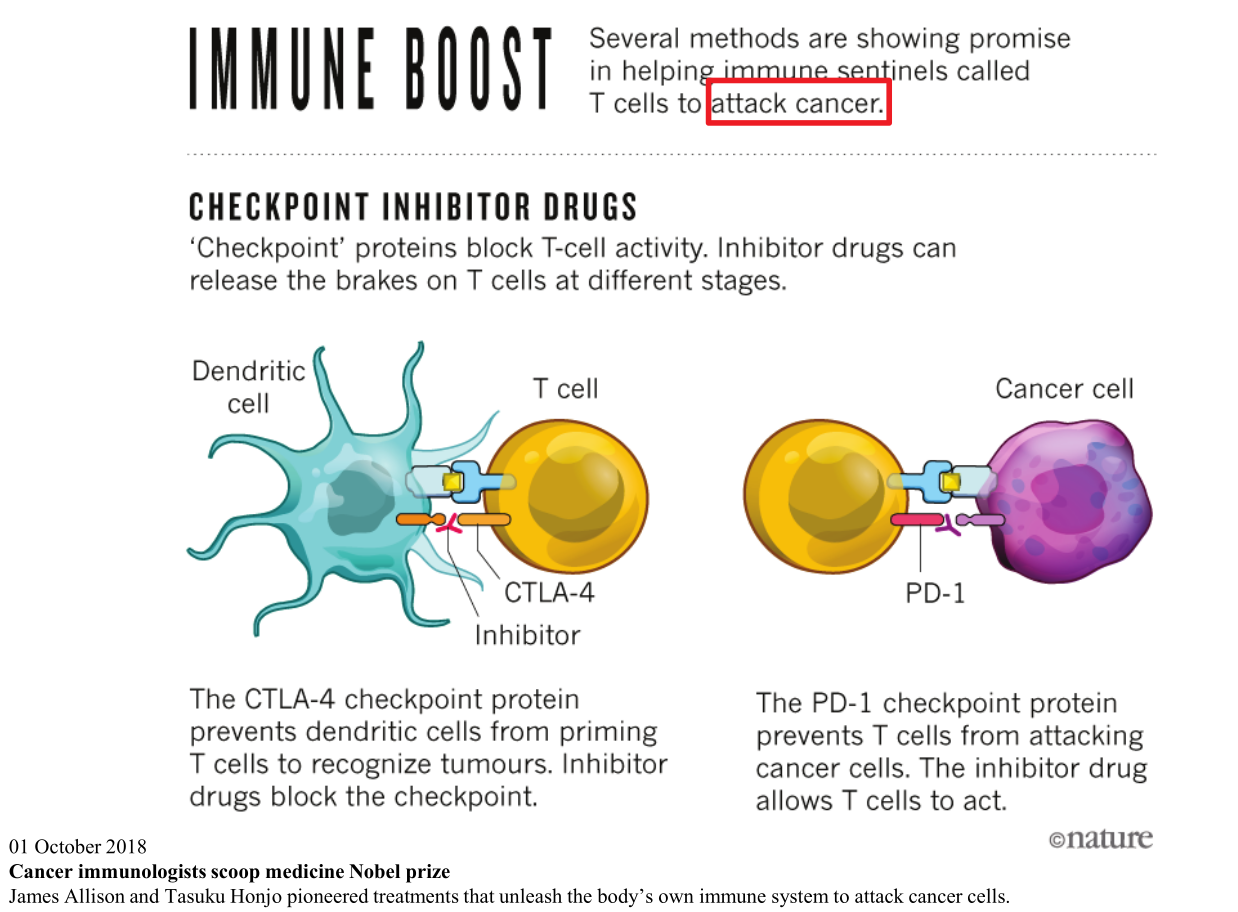 IMMUNE BOOST
Several methods are showing promise
in helping immune sentinels called
T cells to attack cancer.
CHECKPOINT INHIBITOR DRUGS
‘Checkpoint’ proteins block T-cell activity. Inhibitor drugs can
release the brakes on T cells at different stages.
Dendritic
cell
T cell
CTLA-4
Inhibitor
Cancer cell
PD-1
The CTLA-4 checkpoint protein
prevents dendritic cells from priming
T cells to recognize tumours. Inhibitor
drugs block the checkpoint.
The PD-1 checkpoint protein
prevents T cells from attacking
cancer cells. The inhibitor drug
allows T cells to act.
©nature
01 October 2018
Cancer immunologists scoop medicine Nobel prize
James Allison and Tasuku Honjo pioneered treatments that unleash the body’s own immune system to attack cancer cells.